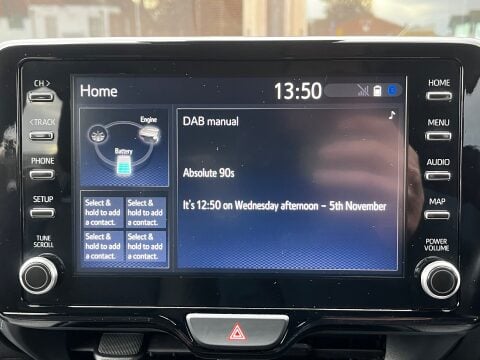 CH >
< TRACK
PHONE
SETUP
TUNE
SCROLL
Home
13:50
Engine
Battery
Select &
hold to add
a contact.
Select &
hold to add
a contact.
Select &
hold to add
a contact.
Select &
hold to add
a contact.
DAB manual
Absolute 90s
It's 12:50 on Wednesday afternoon – 5th November
HOME
MENU
AUDIO
MAP
POWER
VOLUME